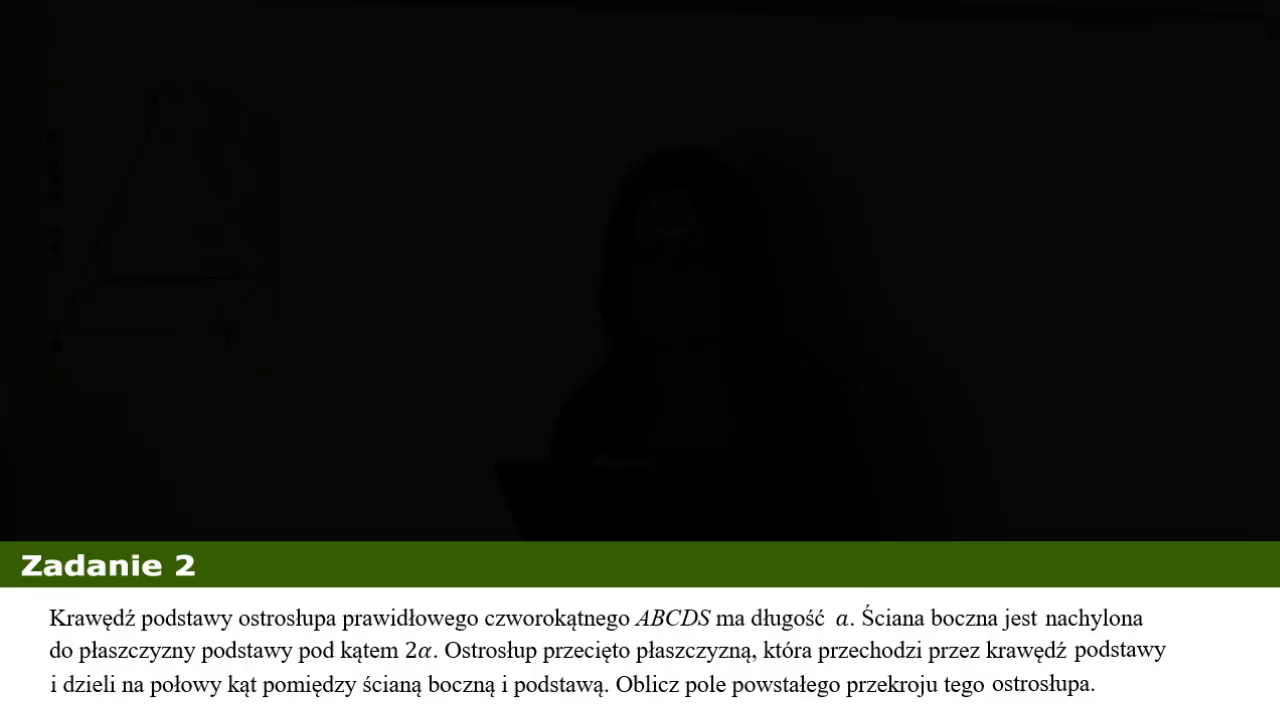 Zadanie 2
Krawędź podstawy ostrosłupa prawidłowego czworokątnego ABCDS ma długość a. Ściana boczna jest nachylona
do płaszczyzny podstawy pod kątem 2α. Ostrosłup przecięto płaszczyzną, która przechodzi przez krawędź podstawy
i dzieli na połowy kąt pomiędzy ścianą boczną i podstawą. Oblicz pole powstałego przekroju tego ostrosłupa.